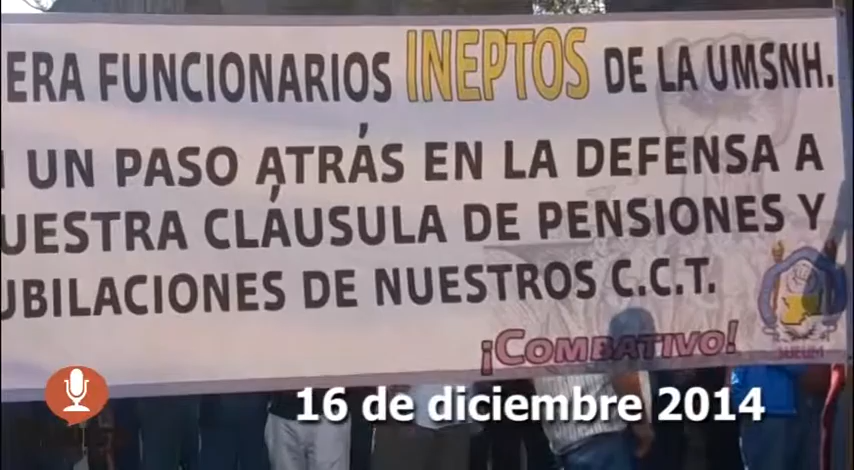 ERA FUNCIONARIOS INEPTOS DE LA UMSNH.
UN PASO ATRÁS EN LA DEFENSA A
UESTRA CLÁUSULA DE PENSIONES Y
UBILACIONES DE NUESTROS C.C.T.
¡COMBATIVO!
SUEUM
16 de diciembre 2014